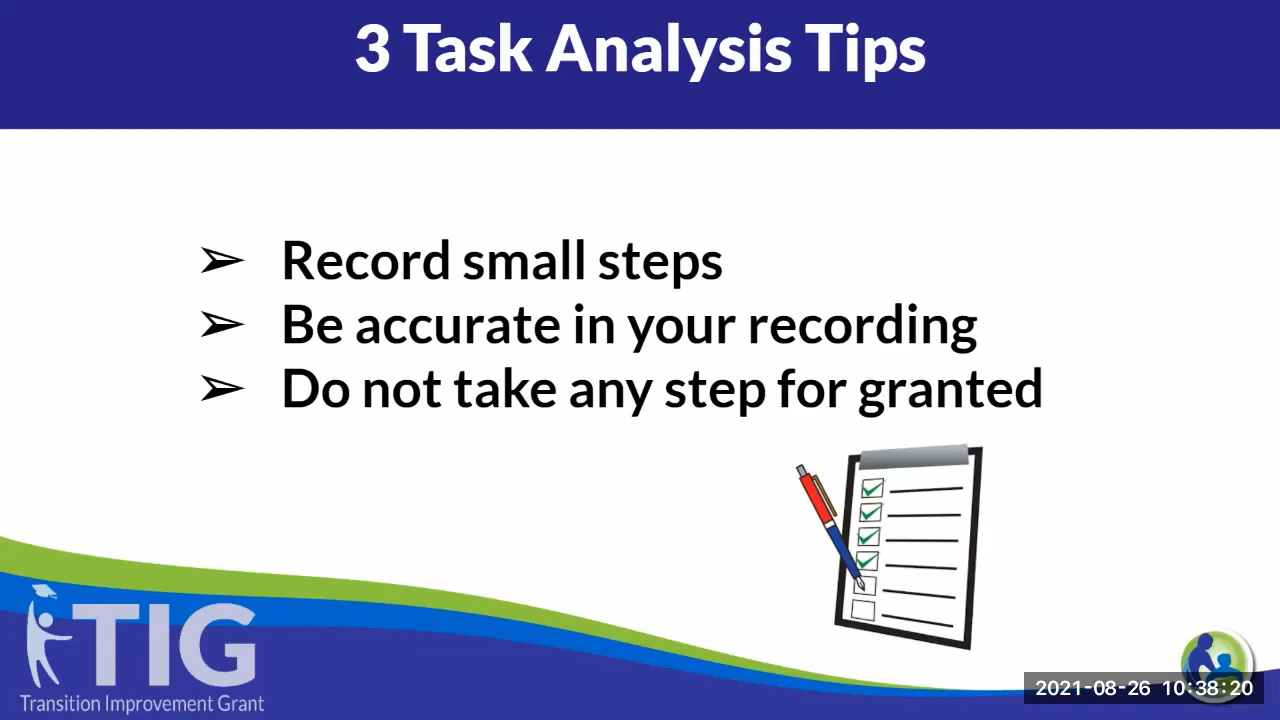 3 Task Analysis Tips
➢ Record small steps
➢ Be accurate in your recording
➢ Do not take any step for granted
TIG
Transition Improvement Grant
2021-08-26 10:38:20